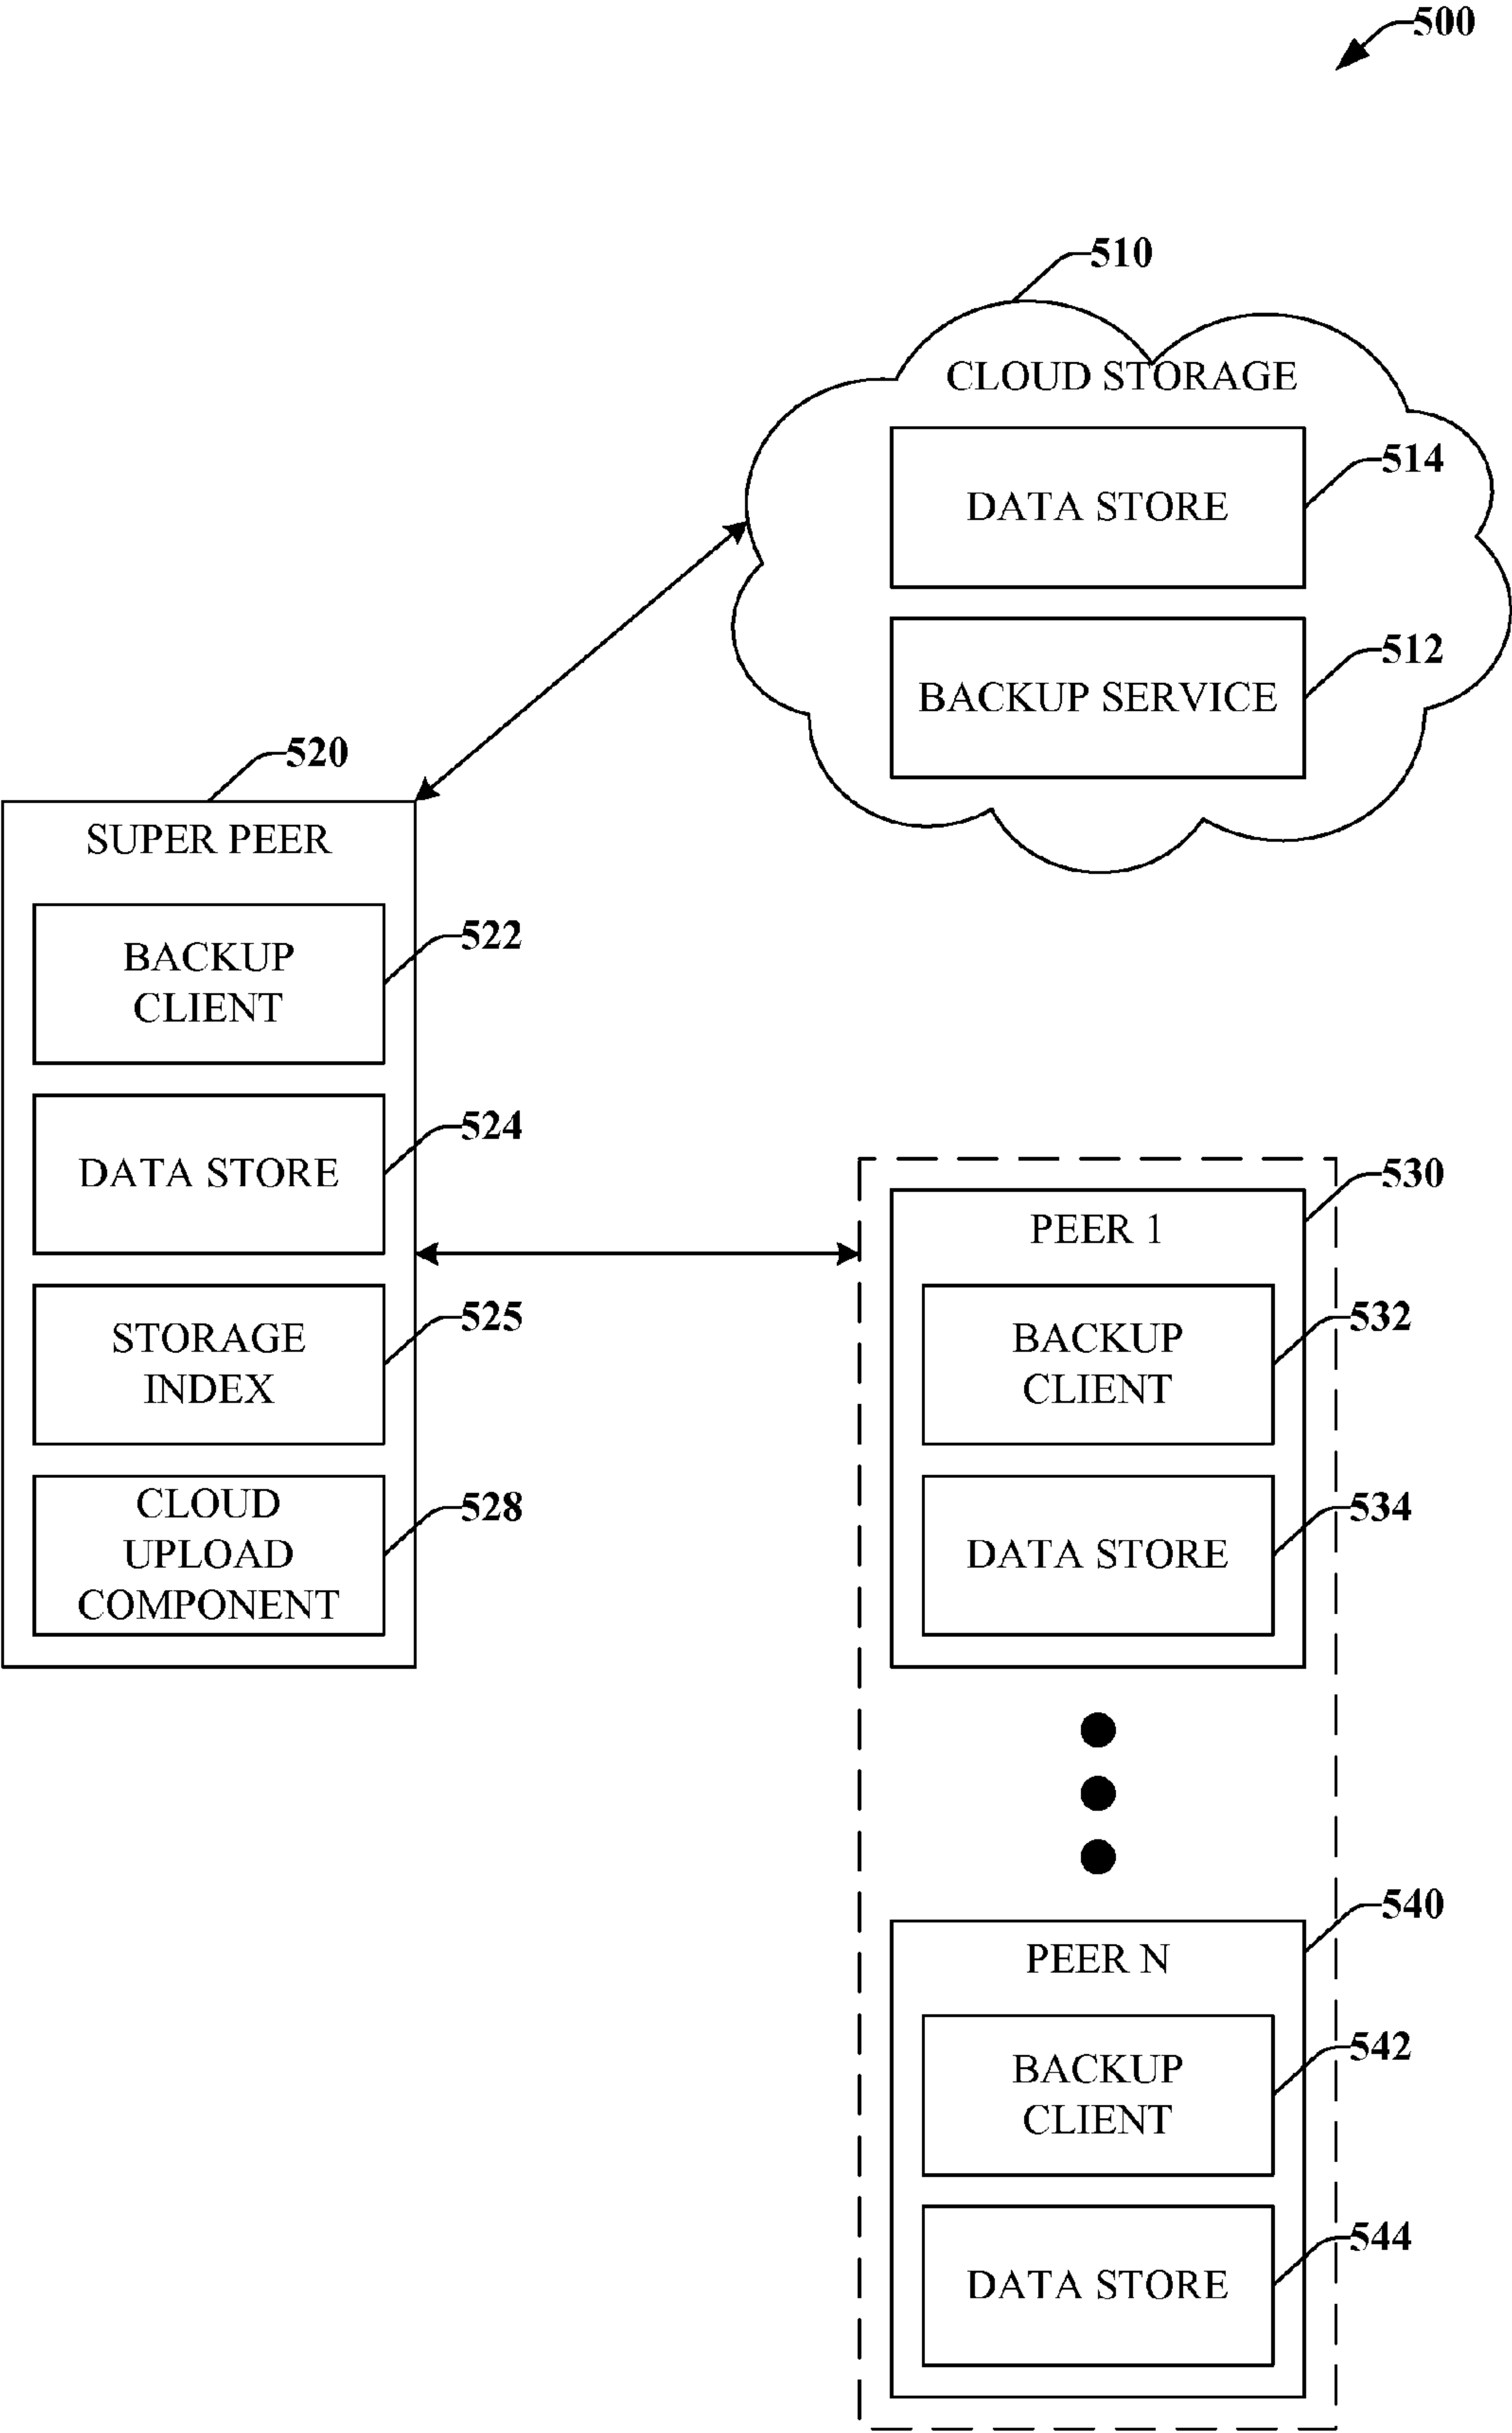 500
510
CLOUD STORAGE
514
DATA STORE
512
BACKUP SERVICE
520
SUPER PEER
522
BACKUP
CLIENT
524
DATA STORE
525
STORAGE
INDEX
528
CLOUD
UPLOAD
COMPONENT
530
PEER 1
532
BACKUP
CLIENT
534
DATA STORE
540
PEER N
542
BACKUP
CLIENT
544
DATA STORE